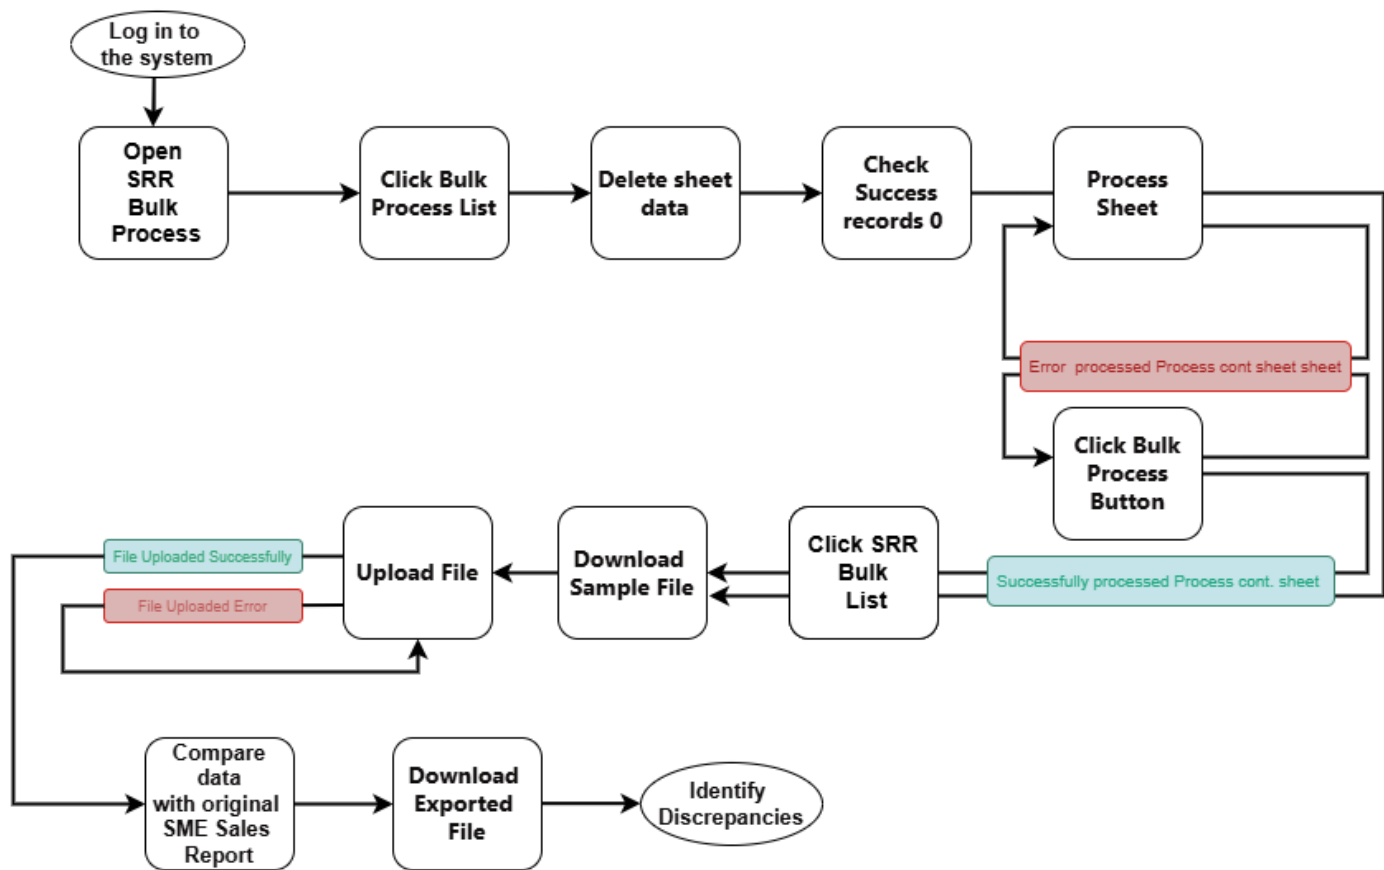 Log in to
the system
Open
SRR
Bulk
Process
Click Bulk
Process List
Delete sheet
data
Check
Success
records 0
Process
Sheet
Error  processed Process cont sheet sheet
Click Bulk
Process
Button
Successfully processed Process cont. sheet
Click SRR
Bulk
List
Download
Sample File
Upload File
File Uploaded Successfully
File Uploaded Error
Compare
data
with original
SME Sales
Report
Download
Exported
File
Identify
Discrepancies